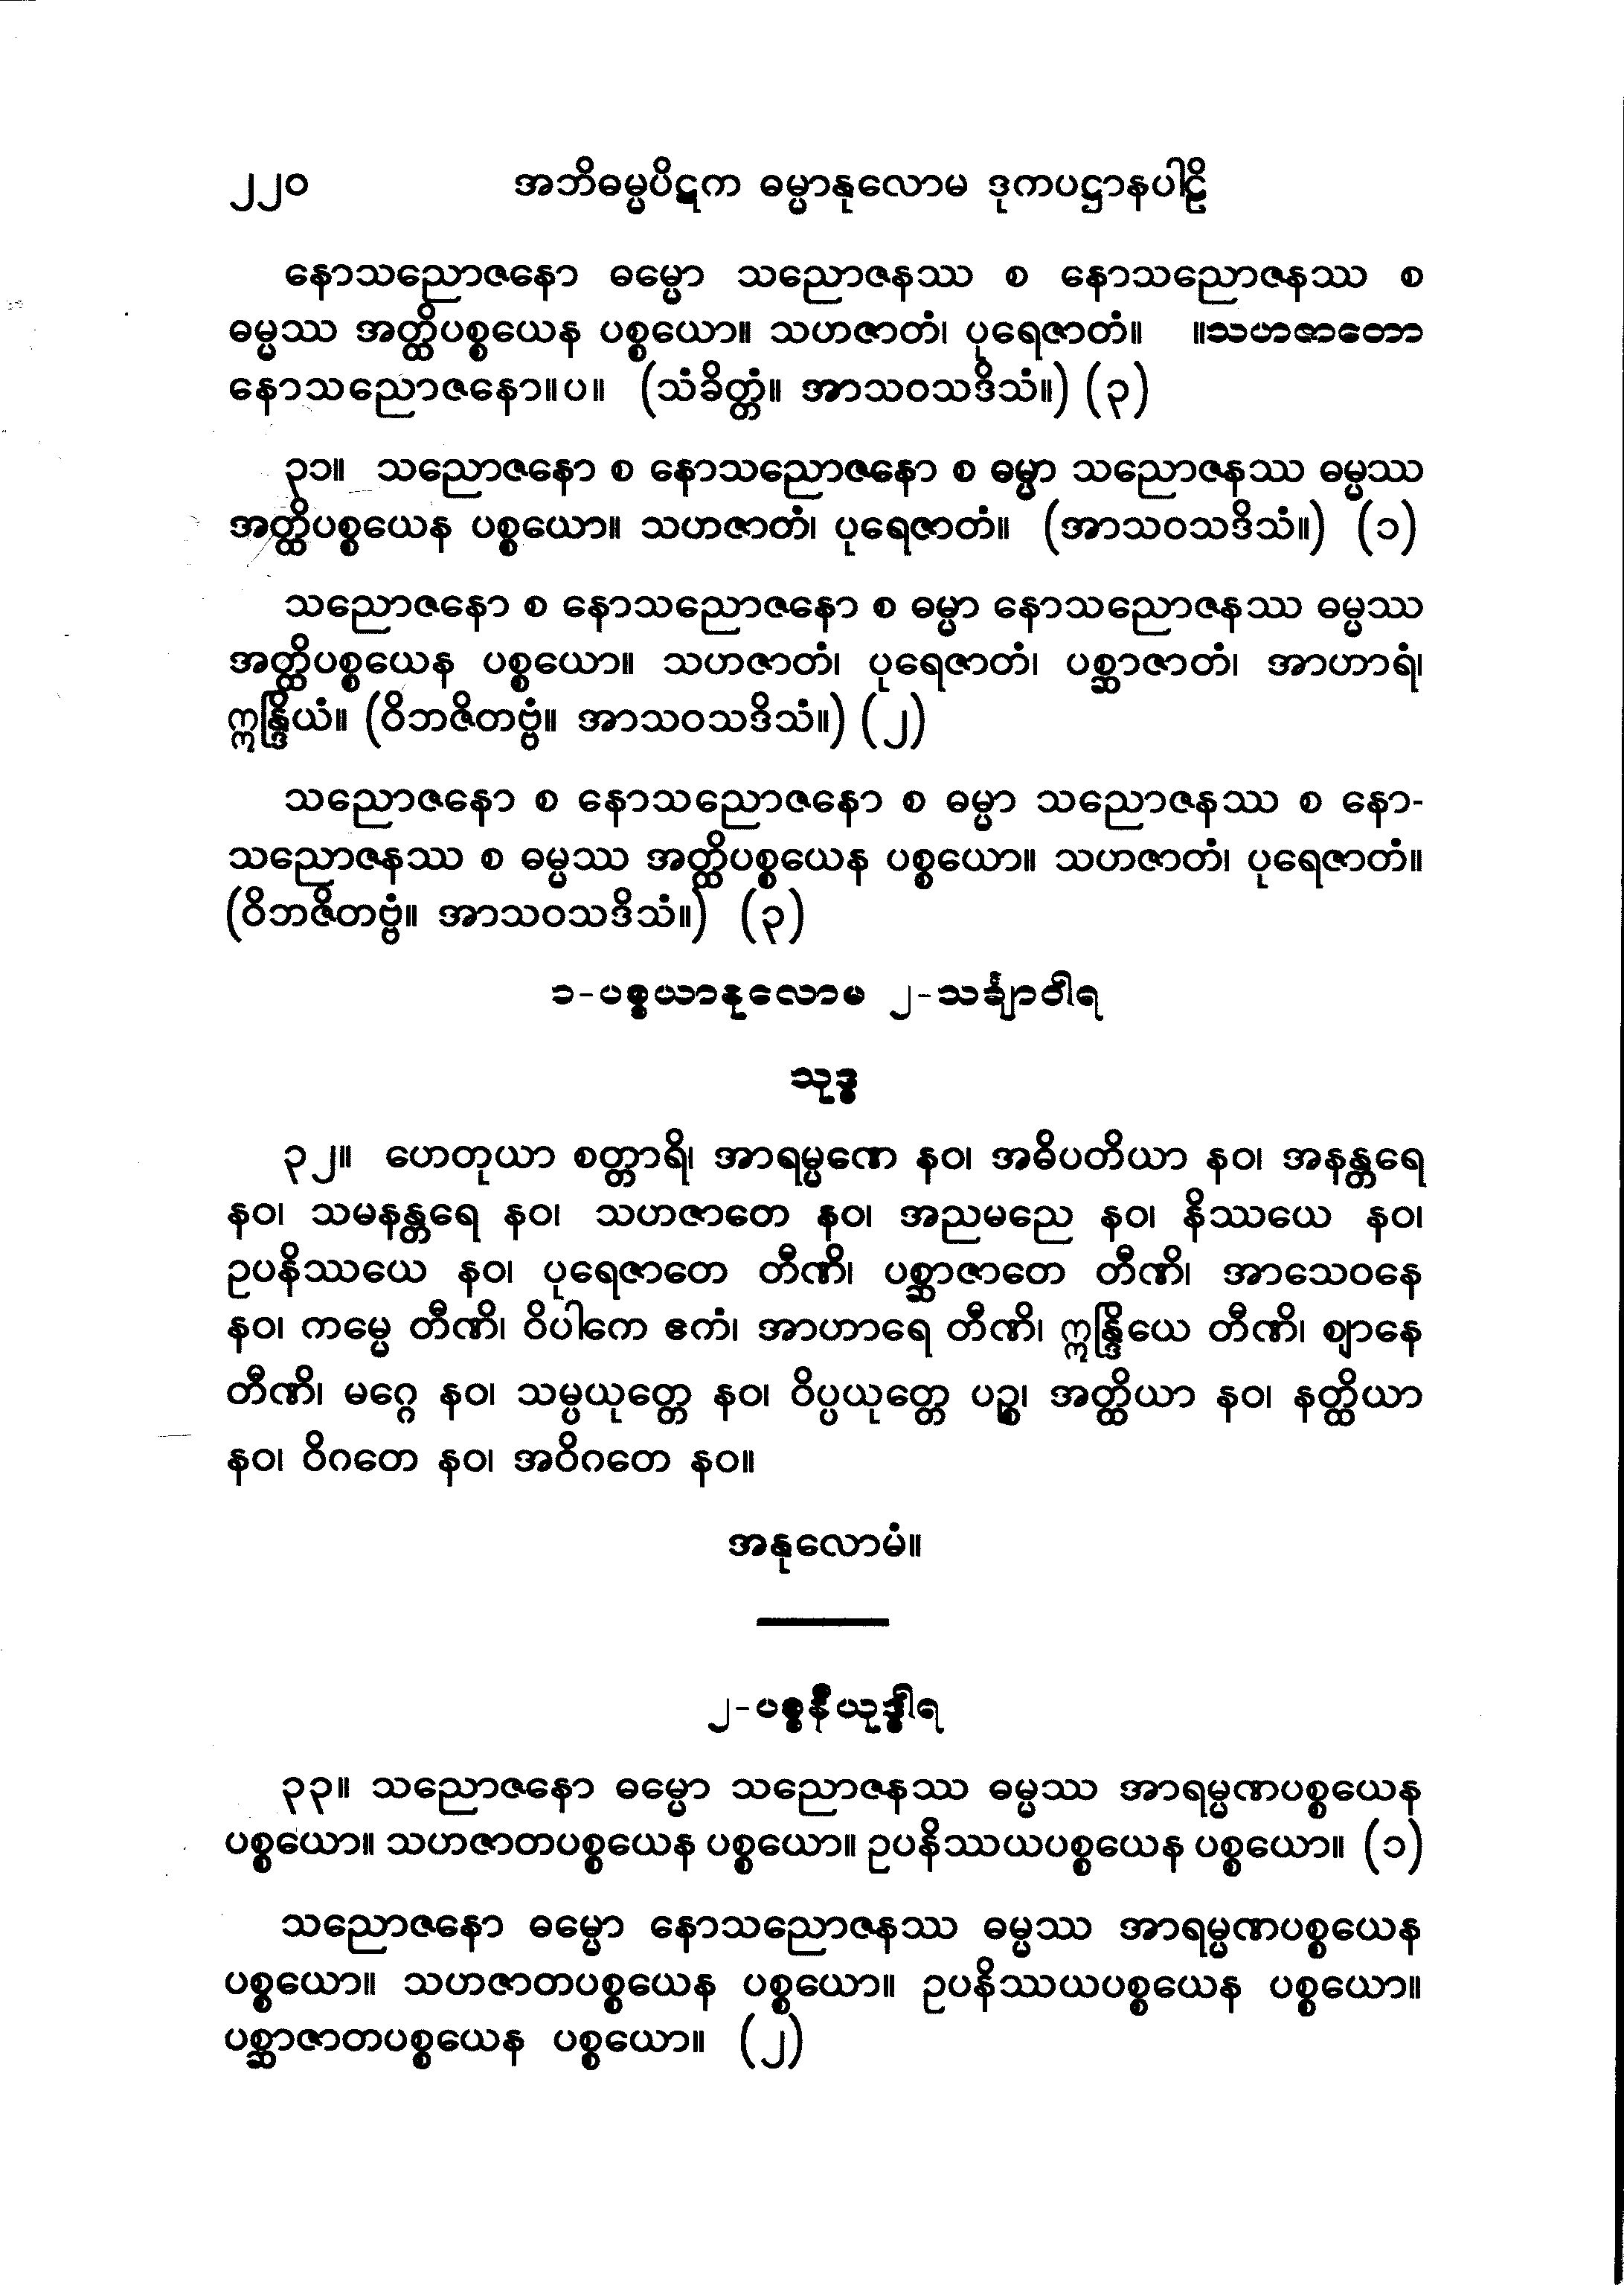 ၂၂၀ အဘိဓမ္မပိဋက ဓမ္မာနုလောမ ဒုကပဋ္ဌာနပါဠိ
နောသညောဇနော ဓမ္မော သညောဇနဿ စ နောသညောဇနဿ စ
ဓမ္မဿ အတ္ထိပစ္စယေန ပစ္စယော။ သဟဇာတံ၊ ပုရေဇာတံ။ ။သဟဇာတော
နောသညောဇနော။ပ။ (သံခိတ္တံ။ အာသဝသဒိသံ။) (၃)
၃၁။ သညောဇနော စ နောသညောဇနော စ ဓမ္မာ သညောဇနဿ ဓမ္မဿ
အတ္ထိပစ္စယေန ပစ္စယော။ သဟဇာတံ၊ ပုရေဇာတံ။ (အာသဝသဒိသံ။) (၁)
သညောဇနော စ နောသညောဇနော စ ဓမ္မာ နောသညောဇနဿ ဓမ္မဿ
အတ္ထိပစ္စယေန ပစ္စယော။ သဟဇာတံ၊ ပုရေဇာတံ၊ ပစ္ဆာဇာတံ၊ အာဟာရံ၊
ဣန္ဒြိယံ။ (ဝိဘဇိတဗ္ဗံ။ အာသဝသဒိသံ။) (၂)
သညောဇနော စ နောသညောဇနော စ ဓမ္မာ သညောဇနဿ စ နော-
သညောဇနဿ စ ဓမ္မဿ အတ္ထိပစ္စယေန ပစ္စယော။ သဟဇာတံ၊ ပုရေဇာတံ။
(ဝိဘဇိတဗ္ဗံ။ အာသဝသဒိသံ။) (၃)
၁-ပစ္စယာနုလောမ ၂-သင်္ချာဝါရ
သုဒ္ဓ
၃၂။ ဟေတုယာ စတ္တာရိ၊ အာရမ္မဏေ နဝ၊ အဓိပတိယာ နဝ၊ အနန္တရေ
နဝ၊ သမနန္တရေ နဝ၊ သဟဇာတေ နဝ၊ အညမညေ နဝ၊ နိဿယေ နဝ၊
ဥပနိဿယေ နဝ၊ ပုရေဇာတေ တီဏိ၊ ပစ္ဆာဇာတေ တီဏိ၊ အာသေဝနေ
နဝ၊ ကမ္မေ တီဏိ၊ ဝိပါကေ ဧကံ၊ အာဟာရေ တီဏိ၊ ဣန္ဒြိယေ တီဏိ၊ ဈာနေ
တီဏိ၊ မဂ္ဂေ နဝ၊ သမ္ပယုတ္တေ နဝ၊ ဝိပ္ပယုတ္တေ ပဉ္စ၊ အတ္ထိယာ နဝ၊ နတ္ထိယာ
နဝ၊ ဝိဂတေ နဝ၊ အဝိဂတေ နဝ။
အနုလောမံ။
၂-ပစ္စနီယုဒ္ဓါရ
၃၃။ သညောဇနော ဓမ္မော သညောဇနဿ ဓမ္မဿ အာရမ္မဏပစ္စယေန
ပစ္စယော။ သဟဇာတပစ္စယေန ပစ္စယော။ ဥပနိဿယပစ္စယေန ပစ္စယော။ (၁)
သညောဇနော ဓမ္မော နောသညောဇနဿ ဓမ္မဿ အာရမ္မဏပစ္စယေန
ပစ္စယော။ သဟဇာတပစ္စယေန ပစ္စယော။ ဥပနိဿယပစ္စယေန ပစ္စယော။
ပစ္ဆာဇာတပစ္စယေန ပစ္စယော။ (၂)